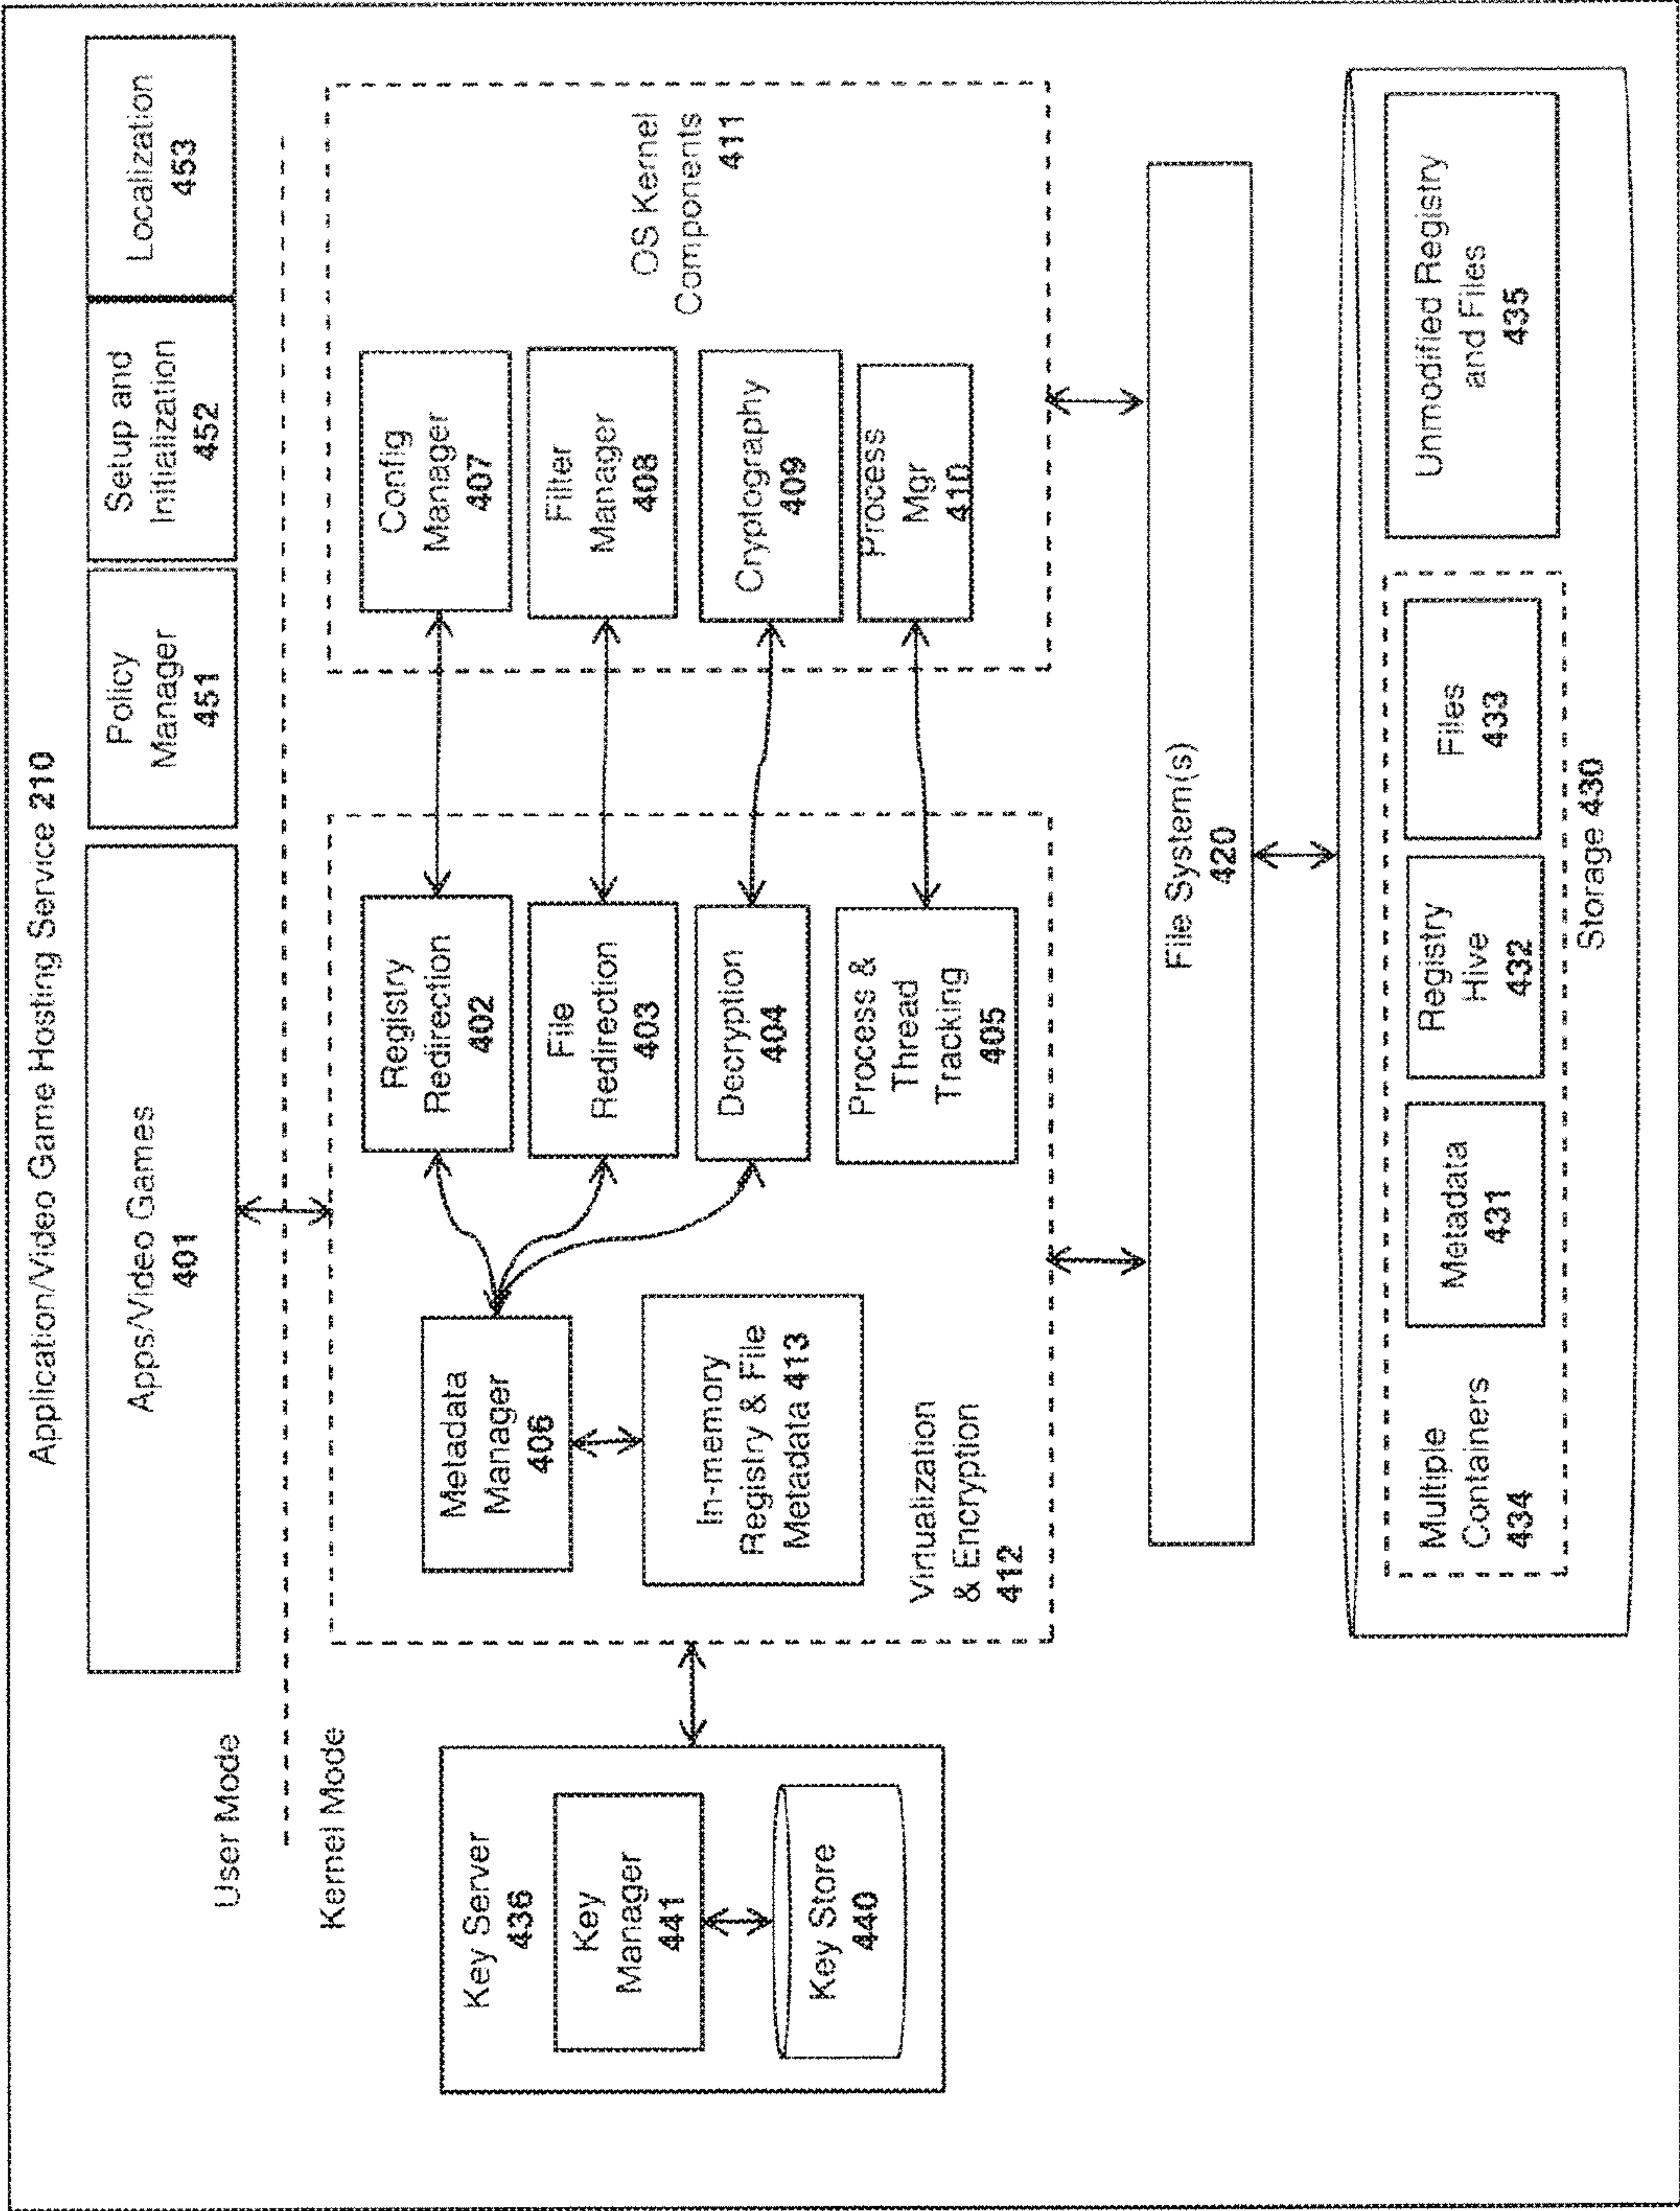 Application/Video Game Hosting Service 210
Apps/Video Games
401
Policy
Manager
451
Setup and
Initialization
452
Localization
453
User Mode
Kernel Mode
Key Server
436
Key
Manager
441
Key Store
440
Metadata
Manager
406
In-memory
Registry & File
Metadata 413
Virtualization
& Encryption
412
Registry
Redirection
402
File
Redirection
403
Decryption
404
Process &
Thread
Tracking
405
Config
Manager
407
Filter
Manager
408
Cryptography
409
Process
Mgr
410
OS Kernel
Components
411
File System(s)
420
Multiple
Containers
434
Metadata
431
Registry
Hive
432
Files
433
Unmodified Registry
and Files
435
Storage 430